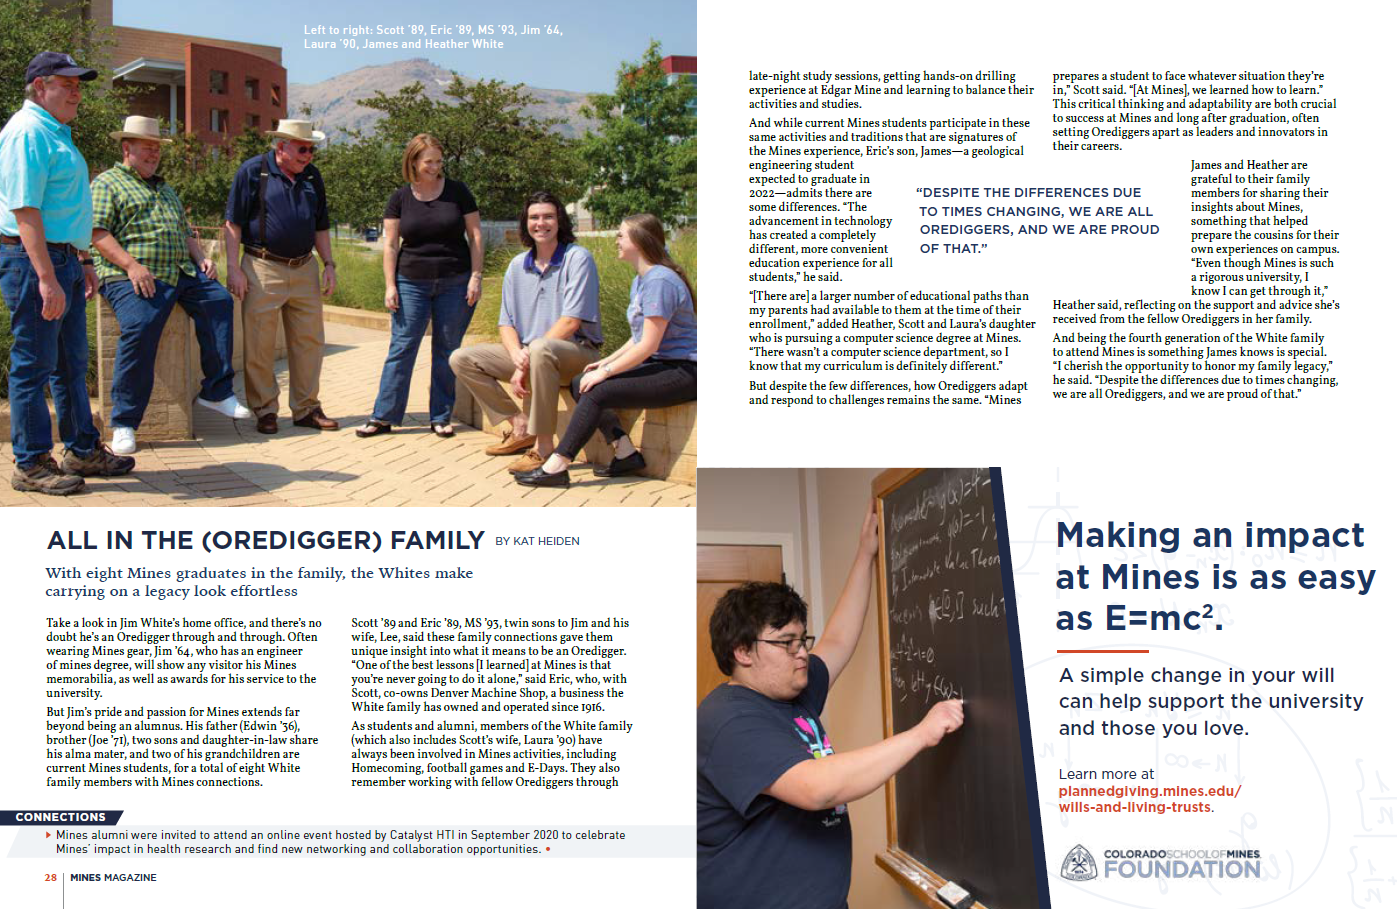 Left to right: Scott ’89, Eric ’89, MS ’93, Jim ’64,
Laura ’90, James and Heather White
ALL IN THE (OREDIGGER) FAMILY BY KAT HEIDEN
With eight Mines graduates in the family, the Whites make
carrying on a legacy look effortless
Take a look in Jim White’s home office, and there’s no
doubt he’s an Oredigger through and through. Often
wearing Mines gear, Jim ’64, who has an engineer
of mines degree, will show any visitor his Mines
memorabilia, as well as awards for his service to the
university.
But Jim’s pride and passion for Mines extends far
beyond being an alumnus. His father (Edwin ’36),
brother (Joe ’71), two sons and daughter-in-law share
his alma mater, and two of his grandchildren are
current Mines students, for a total of eight White
family members with Mines connections.
Scott ’89 and Eric ’89, MS ’93, twin sons to Jim and his
wife, Lee, said these family connections gave them
unique insight into what it means to be an Oredigger.
“One of the best lessons [I learned] at Mines is that
you’re never going to do it alone,” said Eric, who, with
Scott, co-owns Denver Machine Shop, a business the
White family has owned and operated since 1916.
As students and alumni, members of the White family
(which also includes Scott’s wife, Laura ’90) have
always been involved in Mines activities, including
Homecoming, football games and E-Days. They also
remember working with fellow Orediggers through
CONNECTIONS
Mines alumni were invited to attend an online event hosted by Catalyst HTI in September 2020 to celebrate
Mines’ impact in health research and find new networking and collaboration opportunities. •
28 MINES MAGAZINE
late-night study sessions, getting hands-on drilling
experience at Edgar Mine and learning to balance their
activities and studies.
And while current Mines students participate in these
same activities and traditions that are signatures of
the Mines experience, Eric’s son, James—a geological
engineering student
expected to graduate in
2022—admits there are
some differences. “The
advancement in technology
has created a completely
different, more convenient
education experience for all
students,” he said.
“[There are] a larger number of educational paths than
my parents had available to them at the time of their
enrollment,” added Heather, Scott and Laura’s daughter
who is pursuing a computer science degree at Mines.
“There wasn’t a computer science department, so I
know that my curriculum is definitely different.”
But despite the few differences, how Orediggers adapt
and respond to challenges remains the same. “Mines
“DESPITE THE DIFFERENCES DUE
TO TIMES CHANGING, WE ARE ALL
OREDIGGERS, AND WE ARE PROUD
OF THAT.”
prepares a student to face whatever situation they’re
in,” Scott said. “[At Mines], we learned how to learn.”
This critical thinking and adaptability are both crucial
to success at Mines and long after graduation, often
setting Orediggers apart as leaders and innovators in
their careers.
James and Heather are
grateful to their family
members for sharing their
insights about Mines,
something that helped
prepare the cousins for their
own experiences on campus.
“Even though Mines is such
a rigorous university, I
know I can get through it,”
Heather said, reflecting on the support and advice she’s
received from the fellow Orediggers in her family.
And being the fourth generation of the White family
to attend Mines is something James knows is special.
“I cherish the opportunity to honor my family legacy,”
he said. “Despite the differences due to times changing,
we are all Orediggers, and we are proud of that.”
Making an impact
at Mines is as easy
as E=mc².
A simple change in your will
can help support the university
and those you love.
Learn more at
plannedgiving.mines.edu/
wills-and-living-trusts.
COLORADOSCHOOLOFMINES
FOUNDATION